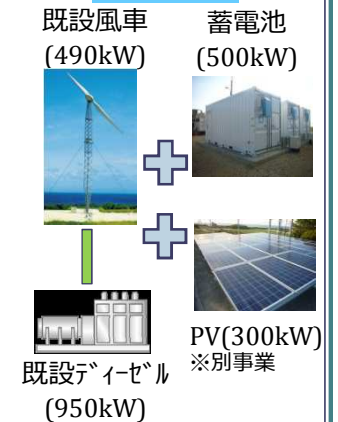 既設風車
(490kW)
蓄電池
(500kW)
PV(300kW)
※別事業
既設ﾃﾞｨｰｾﾞﾙ
(950kW)